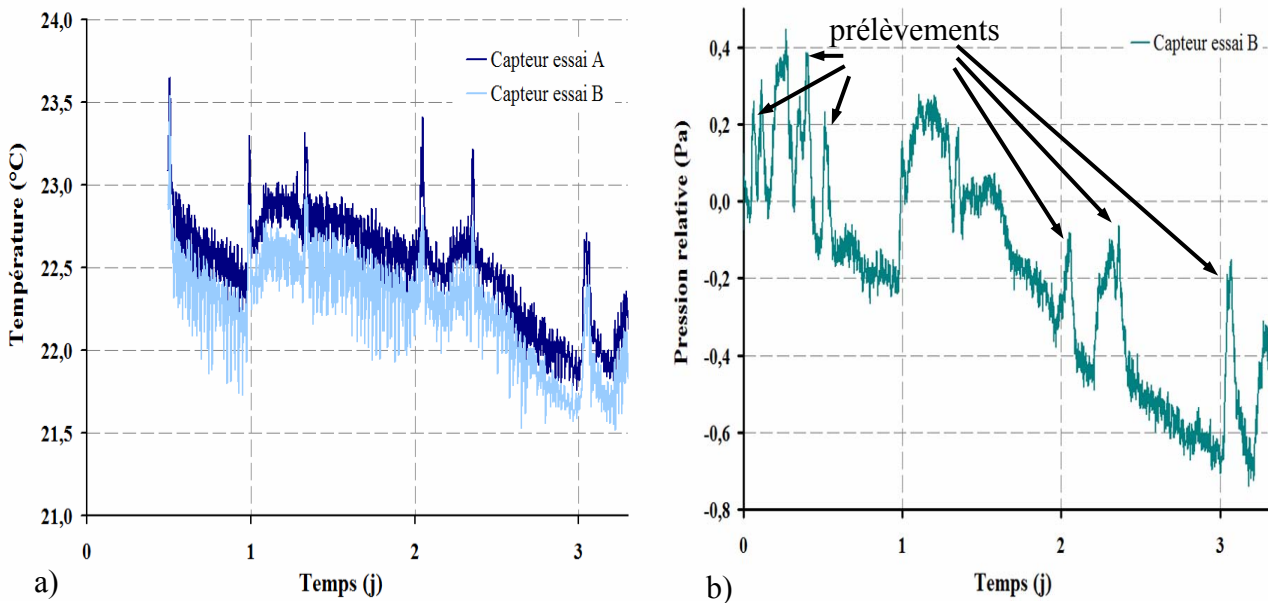 24,0
23,5
23,0
22,5
22,0
21,5
21,0
0
1
2
3
Température (°C)
Temps (j)
Capteur essai A
Capteur essai B
a)
prélèvements
Capteur essai B
0,4
0,2
0,0
-0,2
-0,4
-0,6
-0,8
0
1
2
3
Pression relative (Pa)
Temps (j)
b)